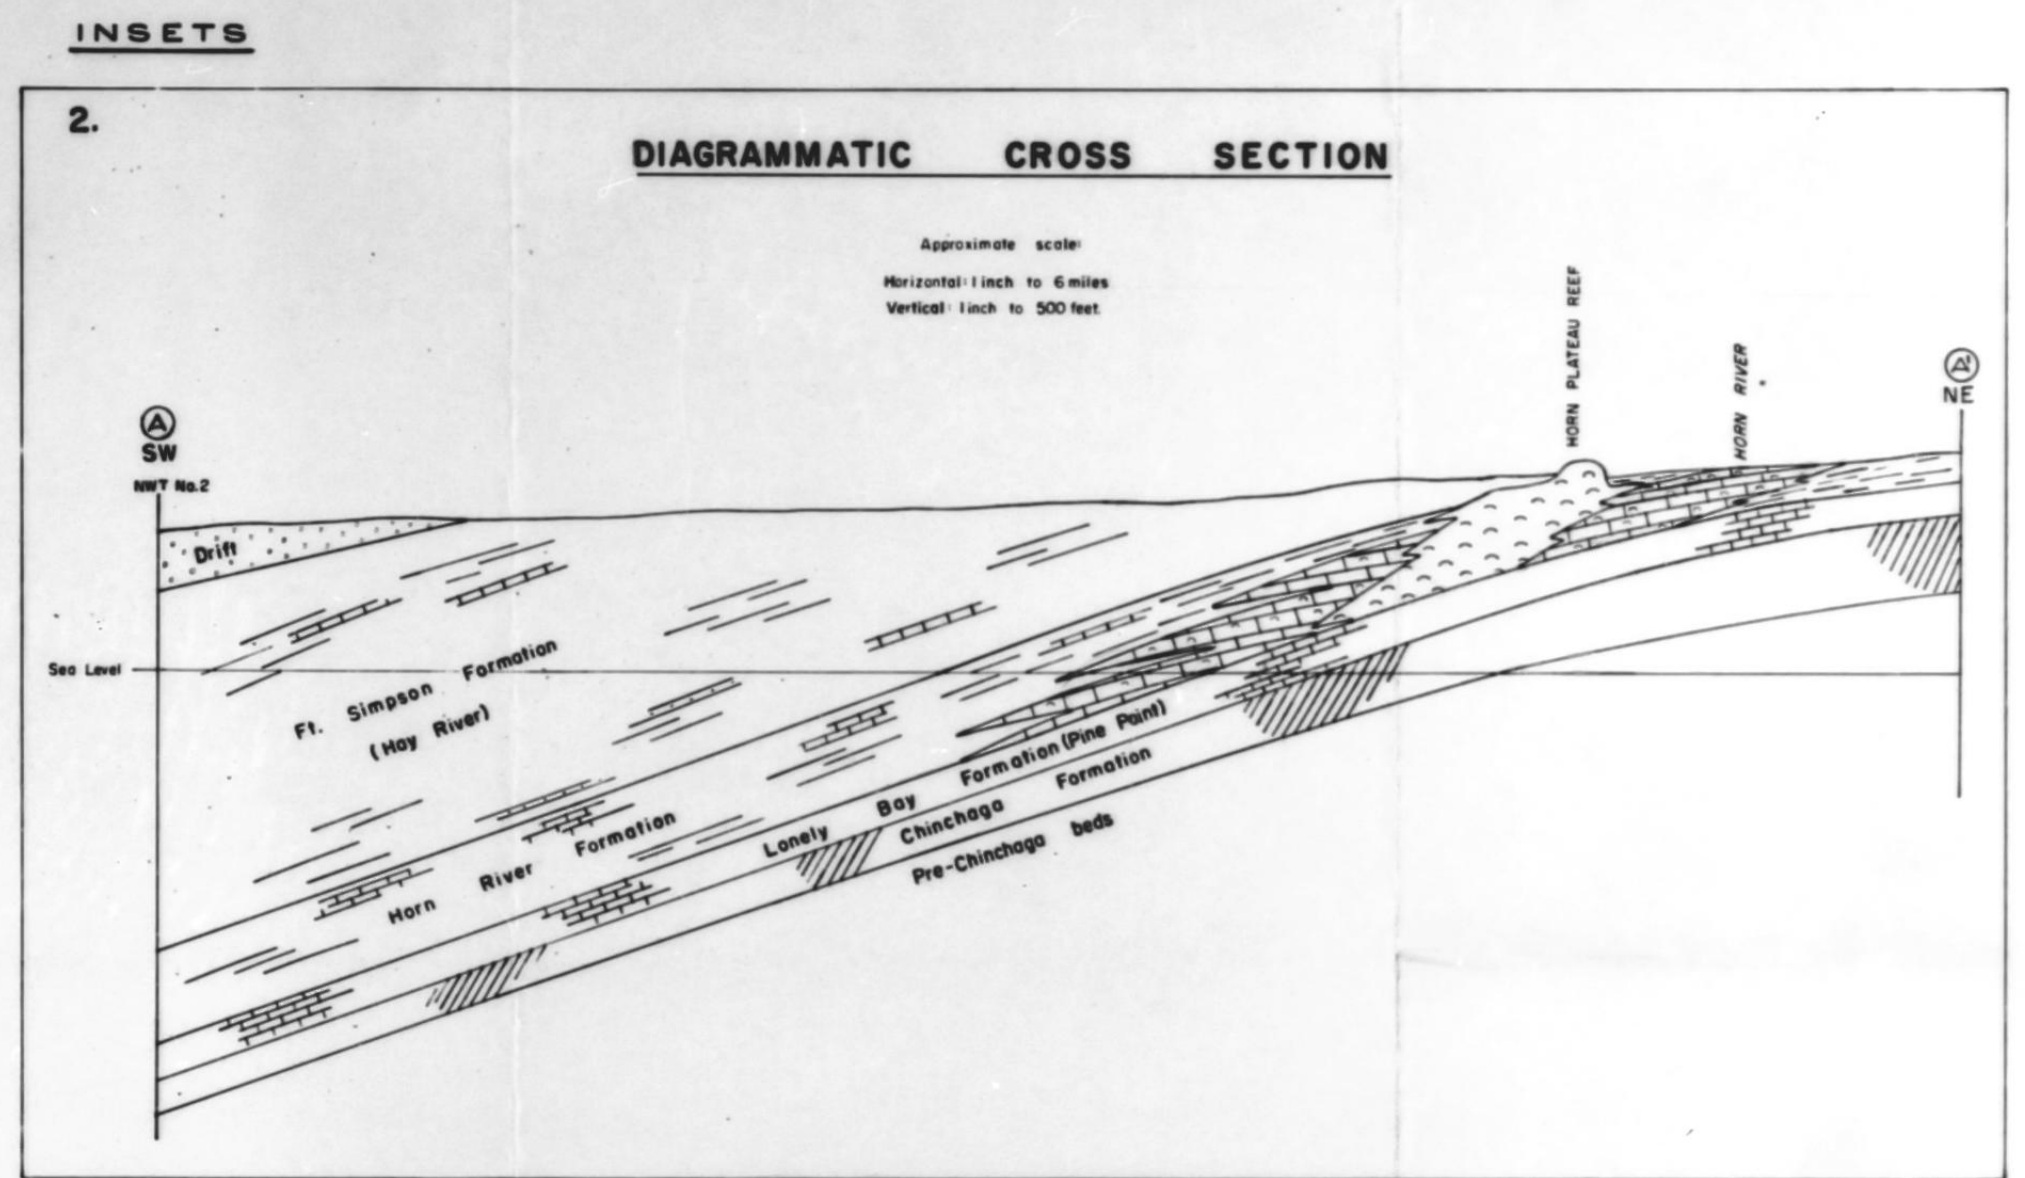 INSETS
2.
DIAGRAMMATIC CROSS SECTION
Approximate scale:
Horizontal: 1 inch to 6 miles
Vertical: 1 inch to 500 feet.
HORN PLATEAU REEF
HORN RIVER
A'
NE
A
SW
NWT No.2
Drift
Sea Level
Ft. Simpson Formation
(Hay River)
Horn River Formation
Lonely Bay Formation (Pine Point)
Chinchaga Formation
Pre-Chinchaga beds